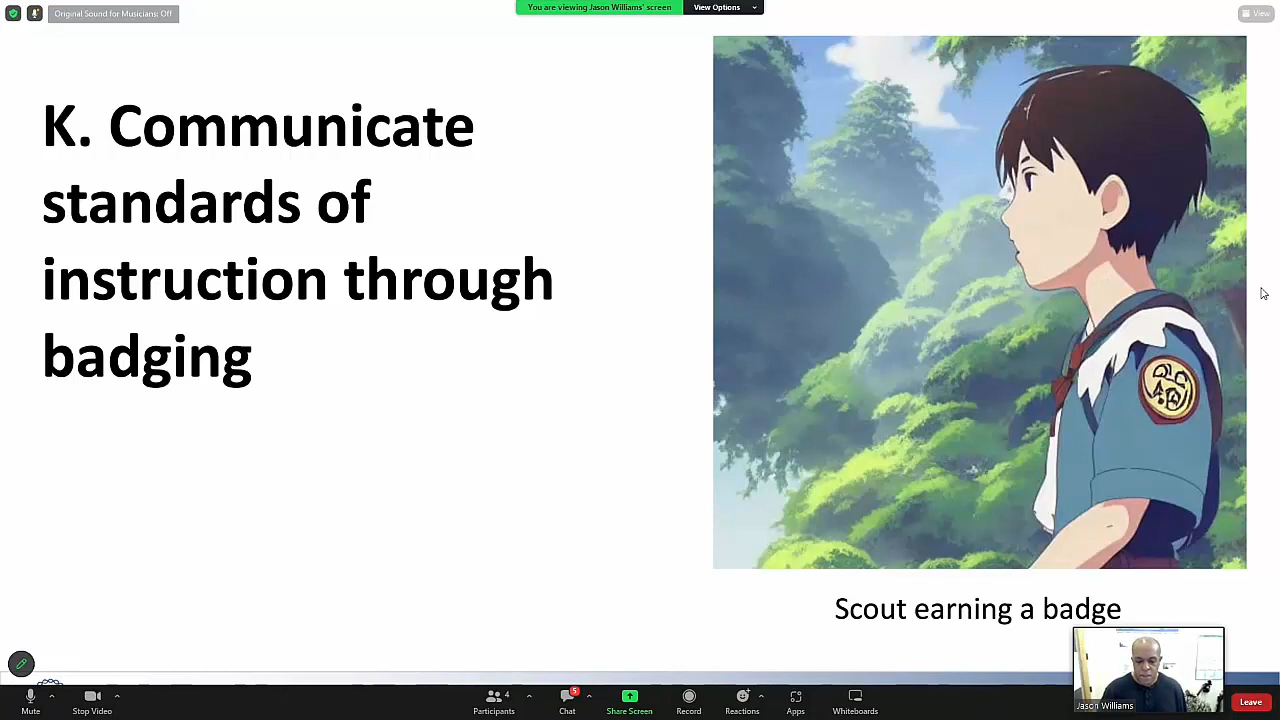 Original Sound for Musicians: Off
You are viewing Jason Williams' screen
View Options
View
K. Communicate
standards of
instruction through
badging
Scout earning a badge
Jason Williams
Mute
Stop Video
Participants
4
Chat
5
Share Screen
Record
Reactions
Apps
Whiteboards
Leave